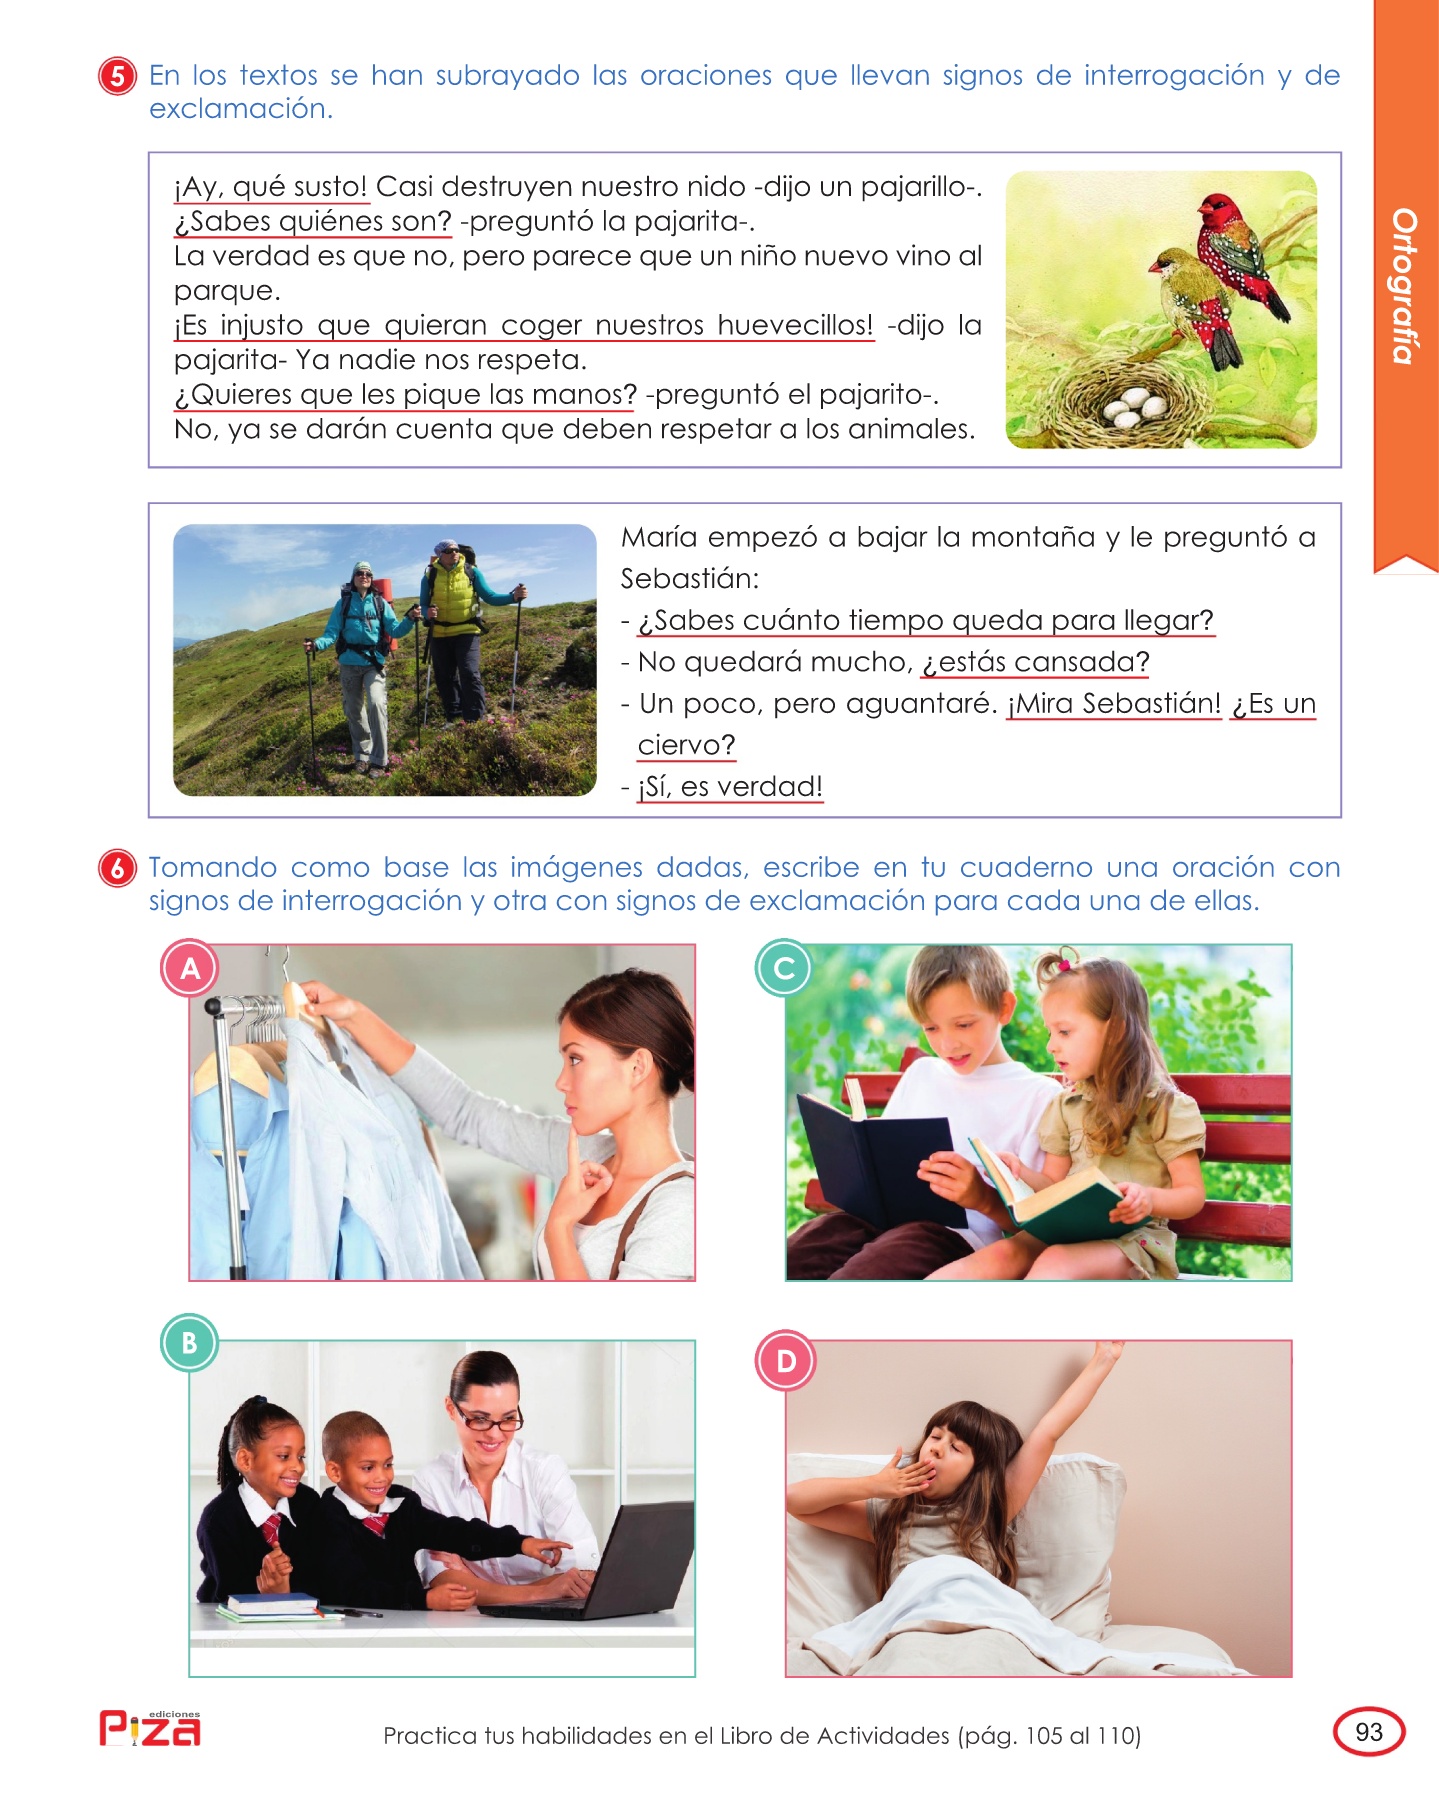 5 En los textos se han subrayado las oraciones que llevan signos de interrogación y de
exclamación.
¡Ay, qué susto! Casi destruyen nuestro nido -dijo un pajarillo-.
¿Sabes quiénes son? -preguntó la pajarita-.
La verdad es que no, pero parece que un niño nuevo vino al
parque.
¡Es injusto que quieran coger nuestros huevecillos! -dijo la
pajarita- Ya nadie nos respeta.
¿Quieres que les pique las manos? -preguntó el pajarito-.
No, ya se darán cuenta que deben respetar a los animales.
Ortografía
María empezó a bajar la montaña y le preguntó a
Sebastián:
- ¿Sabes cuánto tiempo queda para llegar?
- No quedará mucho, ¿estás cansada?
- Un poco, pero aguantaré. ¡Mira Sebastián! ¿Es un
ciervo?
- ¡Sí, es verdad!
6 Tomando como base las imágenes dadas, escribe en tu cuaderno una oración con
signos de interrogación y otra con signos de exclamación para cada una de ellas.
A
C
B
D
ediciones
Piza
Practica tus habilidades en el Libro de Actividades (pág. 105 al 110)
93